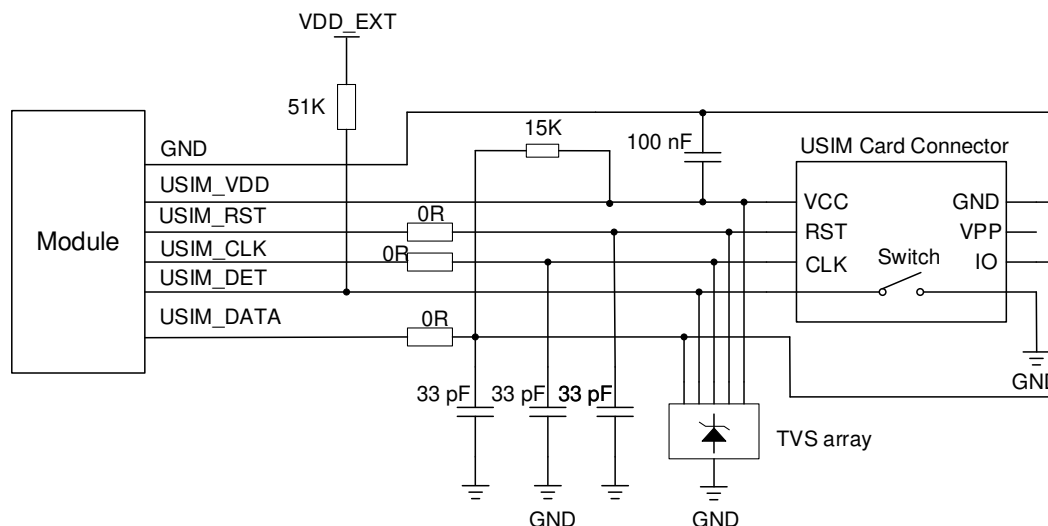 VDD_EXT
51K
15K
100 nF
USIM Card Connector
GND
USIM_VDD
USIM_RST
USIM_CLK
USIM_DET
USIM_DATA
Module
0R
0R
0R
VCC
RST
CLK
GND
VPP
IO
Switch
GND
33 pF
33 pF
33 pF
TVS array
GND
GND